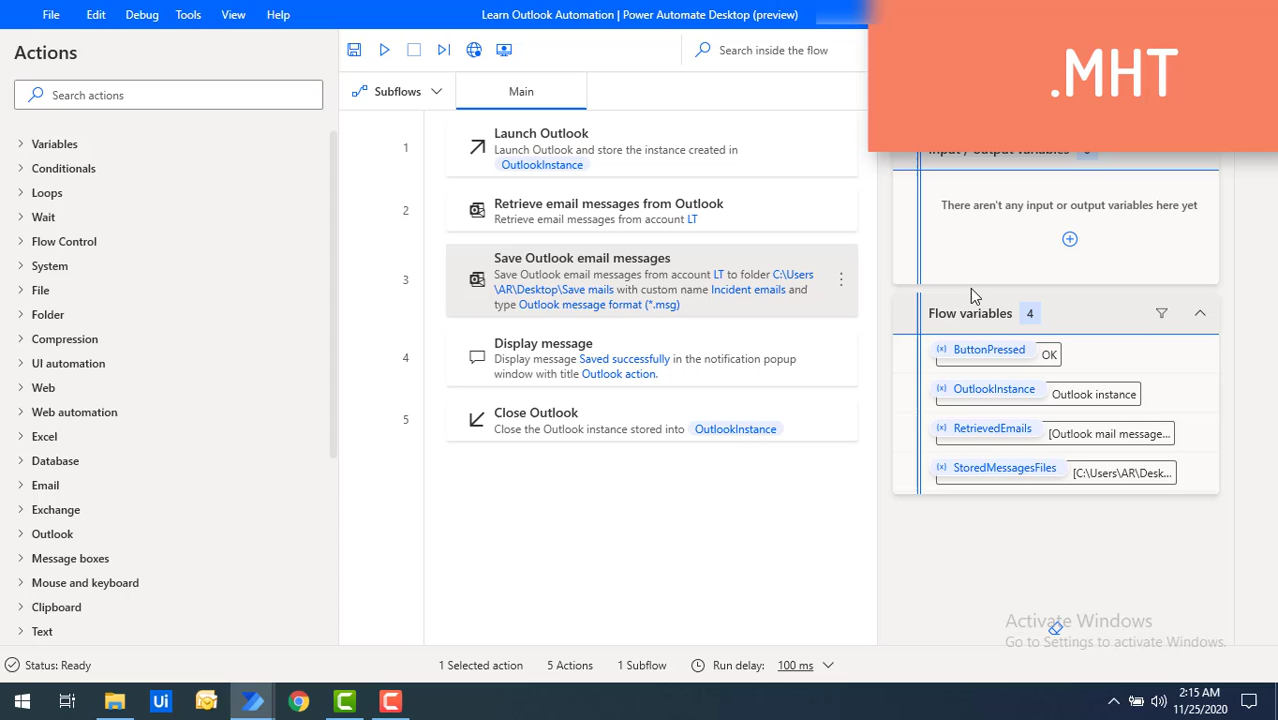 File Edit Debug Tools View Help
Learn Outlook Automation | Power Automate Desktop (preview)
.MHT
Actions
Search actions
Variables
Conditionals
Loops
Wait
Flow Control
System
File
Folder
Compression
UI automation
Web
Web automation
Excel
Database
Email
Exchange
Outlook
Message boxes
Mouse and keyboard
Clipboard
Text
Search inside the flow
Subflows
Main
1
Launch Outlook
Launch Outlook and store the instance created in
OutlookInstance
2
Retrieve email messages from Outlook
Retrieve email messages from account LT
3
Save Outlook email messages
Save Outlook email messages from account LT to folder C:\Users
\AR\Desktop\Save mails with custom name Incident emails and
type Outlook message format (*.msg)
4
Display message
Display message Saved successfully in the notification popup
window with title Outlook action.
5
Close Outlook
Close the Outlook instance stored into OutlookInstance
Input / Output variables
There aren't any input or output variables here yet
Flow variables 4
(x) ButtonPressed OK
(x) OutlookInstance Outlook instance
(x) RetrievedEmails [Outlook mail message...
(x) StoredMessagesFiles [C:\Users\AR\Desk...
Activate Windows
Go to Settings to activate Windows.
Status: Ready
1 Selected action
5 Actions
1 Subflow
Run delay: 100 ms
Ui
2:15 AM
11/25/2020